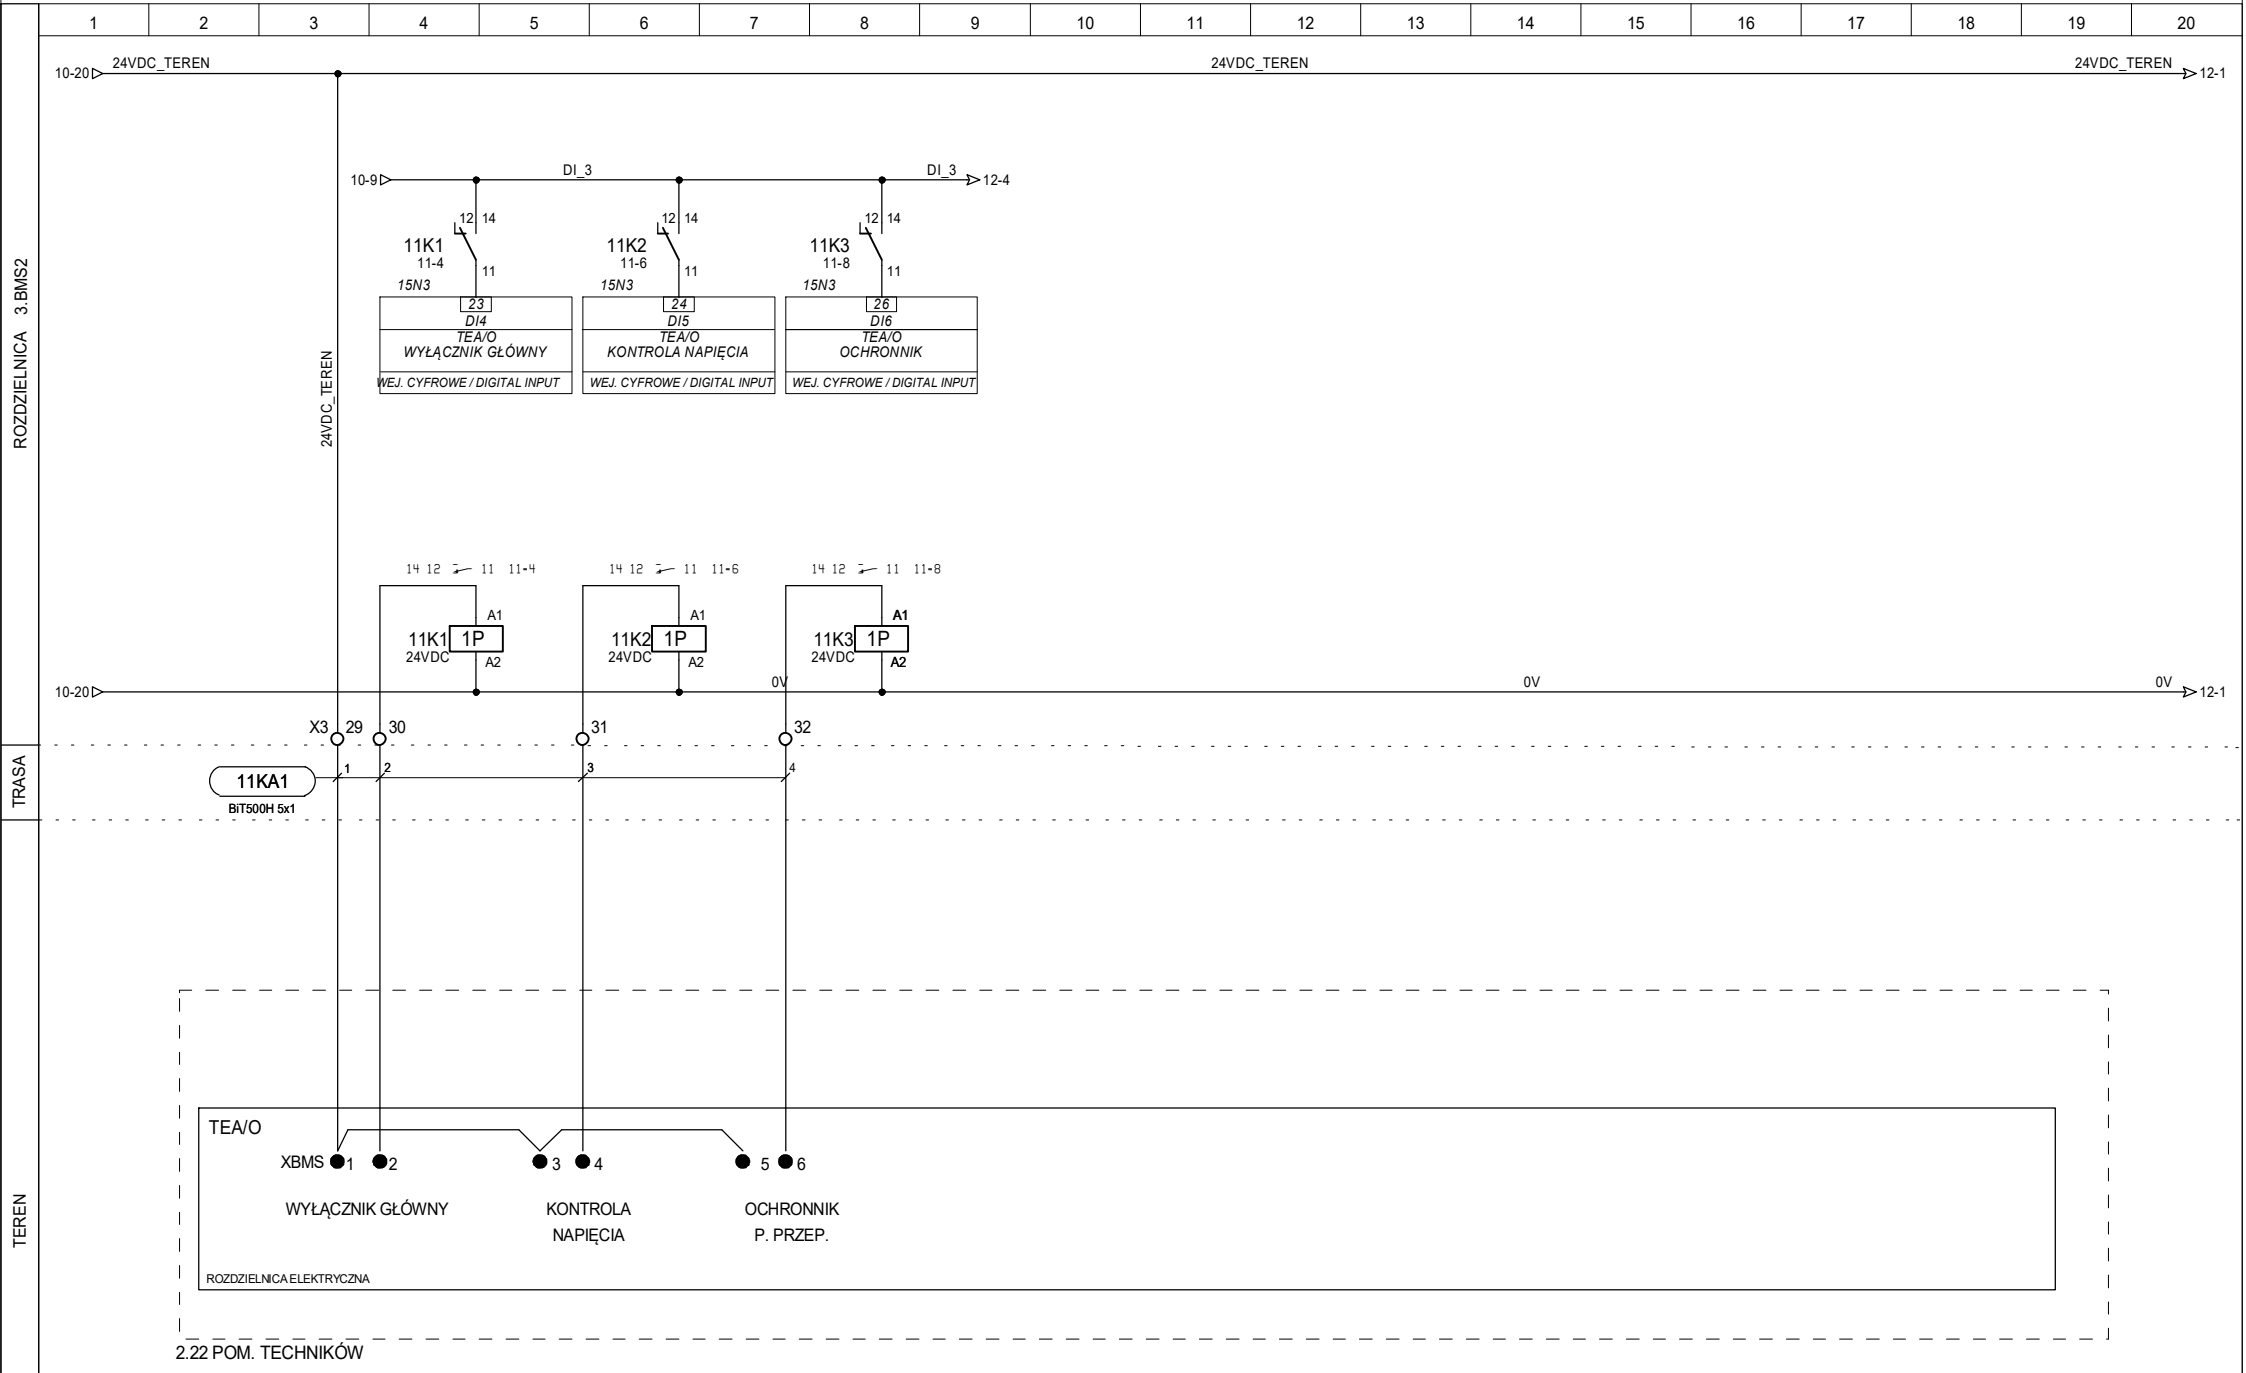 1 2 3 4 5 6 7 8 9 10 11 12 13 14 15 16 17 18 19 20
ROZDZIELNICA 3.BMS2
10-20 24VDC_TEREN 24VDC_TEREN 24VDC_TEREN 12-1
10-9 DI_3 DI_3 12-4
12 14 12 14 12 14
11K1 11K2 11K3
11-4 11-6 11-8
11 11 11
15N3 15N3 15N3
23 24 26
DI4 DI5 DI6
TEA/O TEA/O TEA/O
WYŁĄCZNIK GŁÓWNY KONTROLA NAPIĘCIA OCHRONNIK
WEJ. CYFROWE / DIGITAL INPUT WEJ. CYFROWE / DIGITAL INPUT WEJ. CYFROWE / DIGITAL INPUT
24VDC_TEREN
14 12 11 11-4 14 12 11 11-6 14 12 11 11-8
A1 A1 A1
11K1 1P 11K2 1P 11K3 1P
24VDC A2 24VDC A2 24VDC A2
10-20 0V 0V 0V 12-1
X3 29 30 31 32
TRASA
1 2 3 4
11KA1
BiT500H 5x1
TEREN
TEA/O
XBMS 1 2 3 4 5 6
WYŁĄCZNIK GŁÓWNY KONTROLA OCHRONNIK
NAPIĘCIA P. PRZEP.
ROZDZIELNICA ELEKTRYCZNA
2.22 POM. TECHNIKÓW